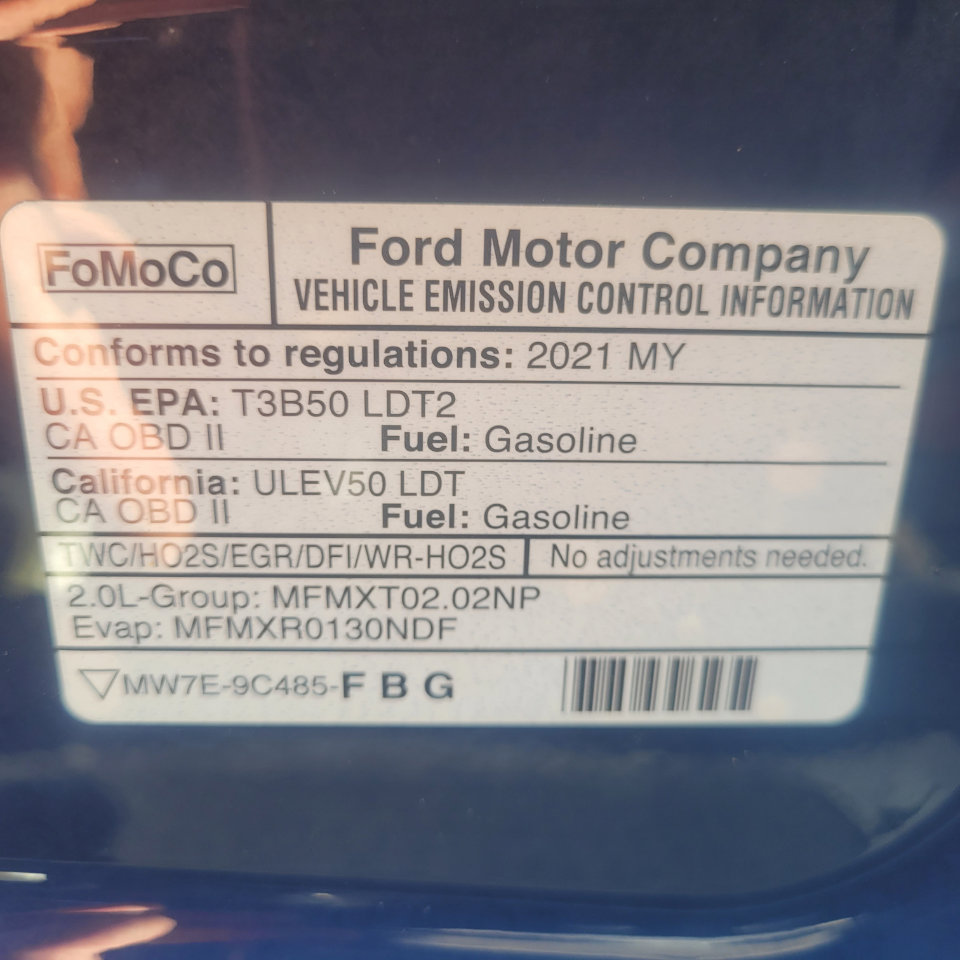 FoMoCo
Ford Motor Company
VEHICLE EMISSION CONTROL INFORMATION
Conforms to regulations: 2021 MY
U.S. EPA: T3B50 LDT2
CA OBD II Fuel: Gasoline
California: ULEV50 LDT
CA OBD II Fuel: Gasoline
TWC/HO2S/EGR/DFI/WR-HO2S No adjustments needed.
2.0L-Group: MFMXT02.02NP
Evap: MFMXR0130NDF
MW7E-9C485-F B G